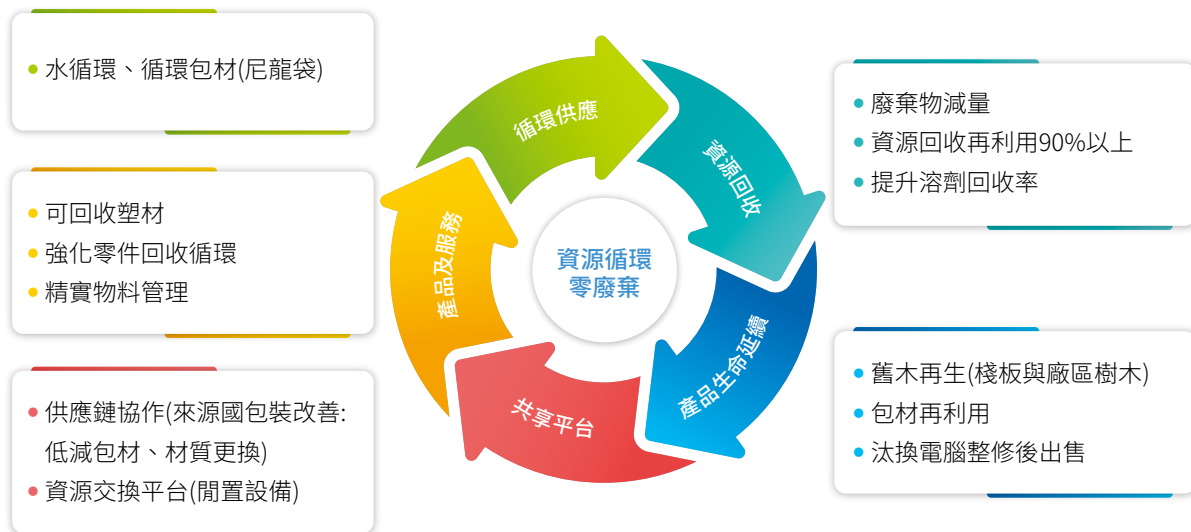 水循環、循環包材(尼龍袋)
可回收塑材
強化零件回收循環
精實物料管理
供應鏈協作(來源國包裝改善:
低減包材、材質更換)
資源交換平台(閒置設備)
循環供應
資源回收
產品生命延續
共享平台
產品及服務
資源循環
零廢棄
廢棄物減量
資源回收再利用90%以上
提升溶劑回收率
舊木再生(棧板與廠區樹木)
包材再利用
汰換電腦整修後出售